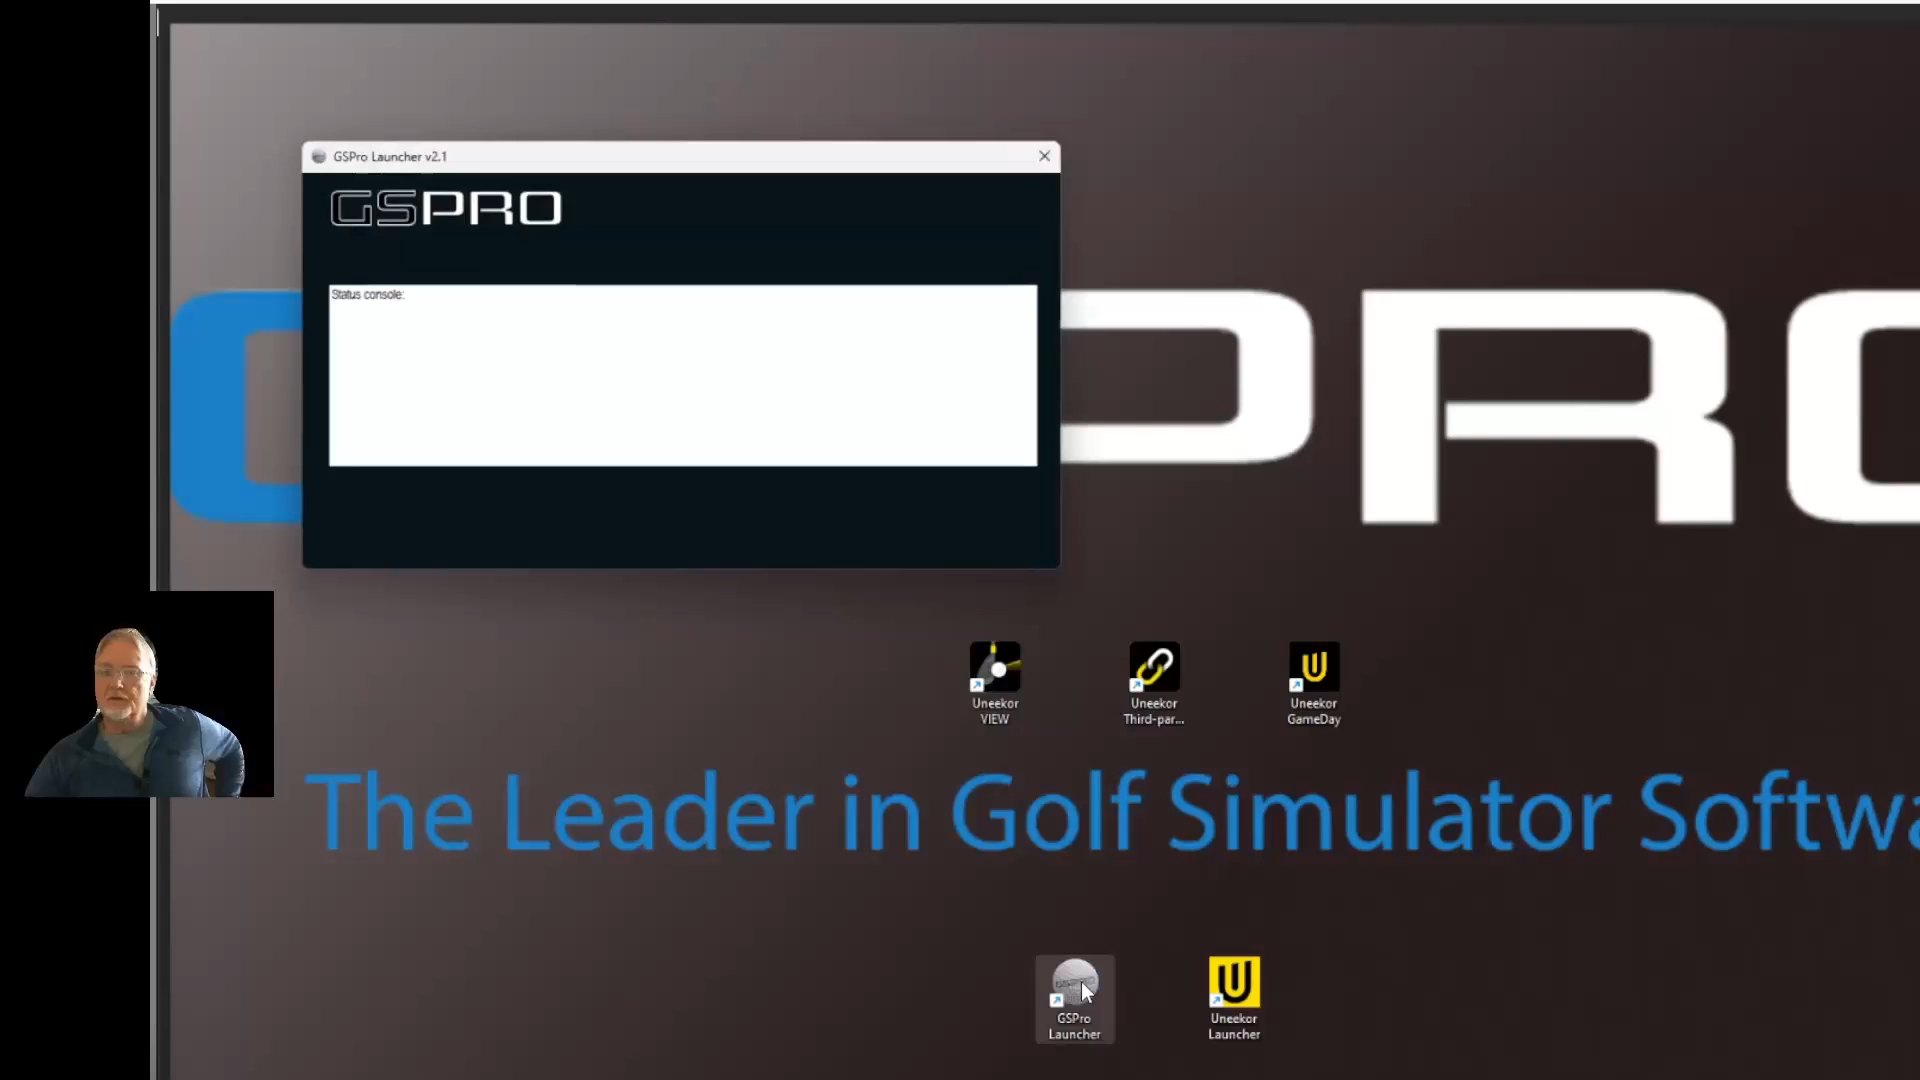 GSPro Launcher v2.1
GSPRO
Status console:
PRO
Uneekor
VIEW
Uneekor
Third-par...
Uneekor
GameDay
The Leader in Golf Simulator Softwa
GSPRO
GSPro
Launcher
Uneekor
Launcher